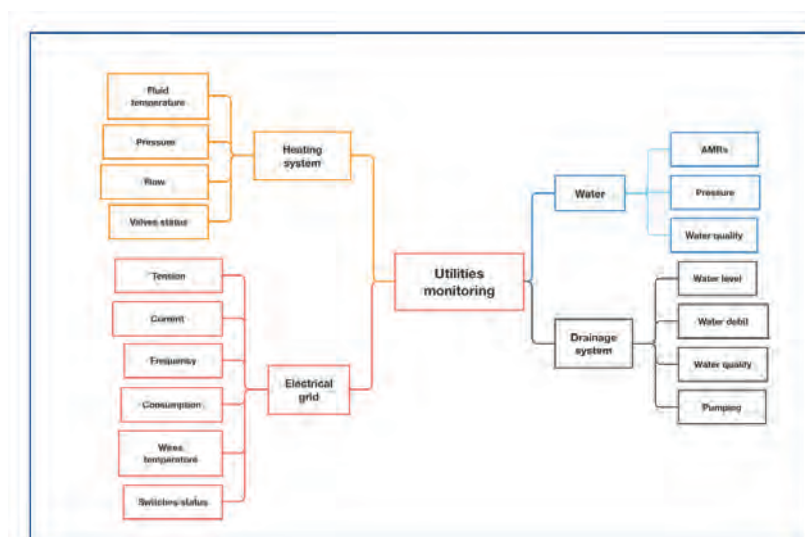 Fluid
temperature
Pressure
Flow
Valves status
Heating
system
Tension
Current
Frequency
Consumption
Wires
temperature
Switches status
Electrical
grid
Utilities
monitoring
Water
AMRs
Pressure
Water quality
Drainage
system
Water level
Water debit
Water quality
Pumping